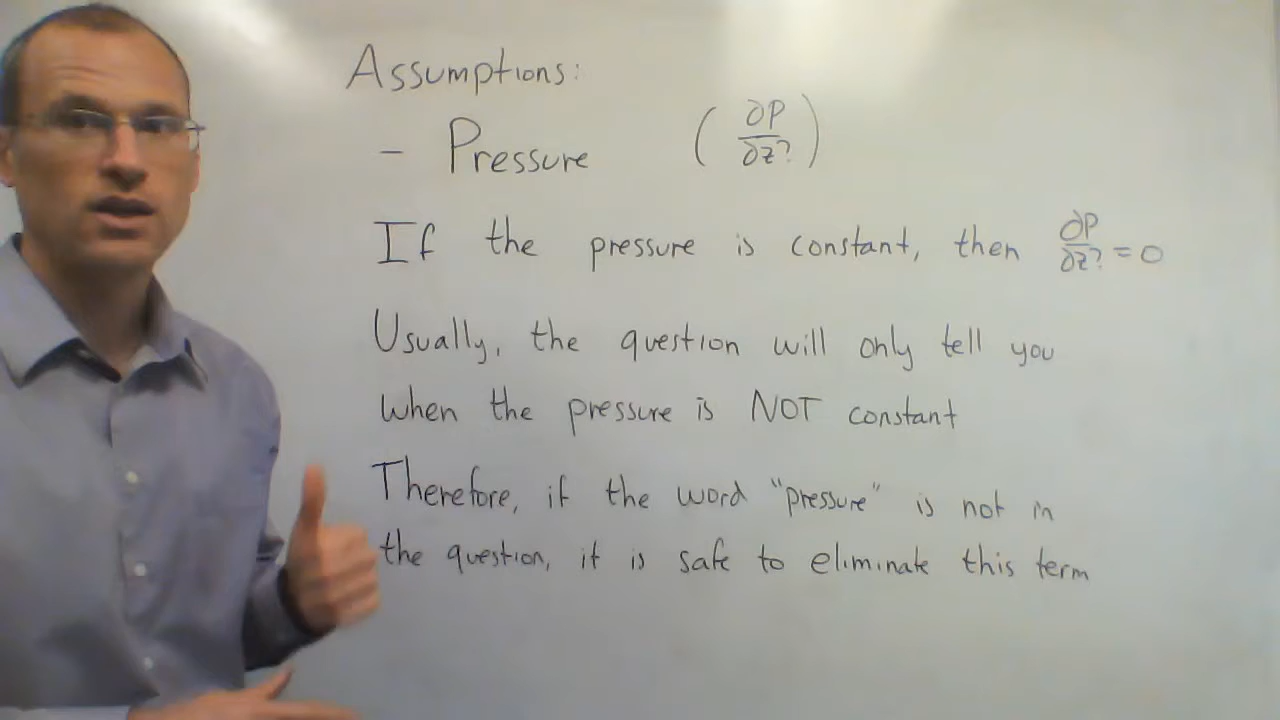 Assumptions:
- Pressure (∂P/∂z?)
If the pressure is constant, then ∂P/∂z? = 0
Usually, the question will only tell you
when the pressure is NOT constant
Therefore, if the word "pressure" is not in
the question, it is safe to eliminate this term